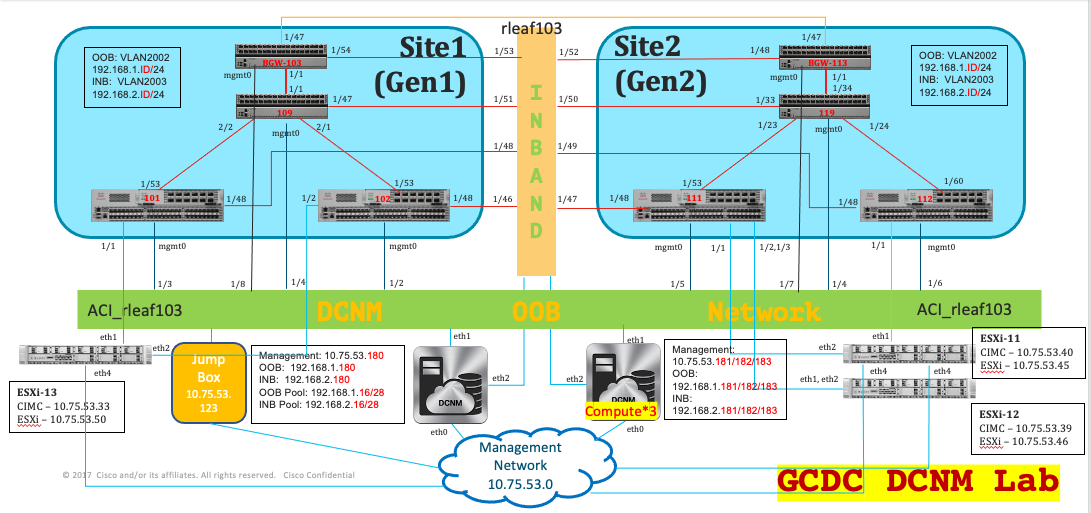 rleaf103
1/47
1/54
1/53
1/52
1/48
1/47
Site1
(Gen1)
Site2
(Gen2)
OOB: VLAN2002
192.168.1.ID/24
INB: VLAN2003
192.168.2.ID/24
OOB: VLAN2002
192.168.1.ID/24
INB: VLAN2003
192.168.2.ID/24
BGW-103
BGW-113
mgmt0
1/1
mgmt0
1/1
1/1
1/34
1/47
1/51
1/50
1/33
109
119
I
N
B
A
N
D
2/2
mgmt0
2/1
1/23
mgmt0
1/24
1/48
1/49
1/53
1/53
1/53
1/60
101
1/48
1/2
102
1/48
1/46
1/47
1/48
111
1/48
112
1/1
mgmt0
mgmt0
mgmt0
1/1
1/2,1/3
1/1
mgmt0
1/3
1/8
1/4
1/2
1/5
1/7
1/4
1/6
ACI_rleaf103
DCNM
OOB
Network
ACI_rleaf103
eth1
eth2
eth4
eth1
eth2
eth0
eth1
eth2
eth0
eth1
eth2
eth4
eth4
eth1, eth2
ESXi-13
CIMC – 10.75.53.33
ESXi – 10.75.53.50
Jump
Box
10.75.53.
123
Management: 10.75.53.180
OOB: 192.168.1.180
INB: 192.168.2.180
OOB Pool: 192.168.1.16/28
INB Pool: 192.168.2.16/28
DCNM
DCNM
Compute*3
Management:
10.75.53.181/182/183
OOB:
192.168.1.181/182/183
INB:
192.168.2.181/182/183
ESXi-11
CIMC – 10.75.53.40
ESXi – 10.75.53.45
ESXi-12
CIMC – 10.75.53.39
ESXi – 10.75.53.46
Management
Network
10.75.53.0
© 2017 Cisco and/or its affiliates. All rights reserved. Cisco Confidential
GCDC DCNM Lab